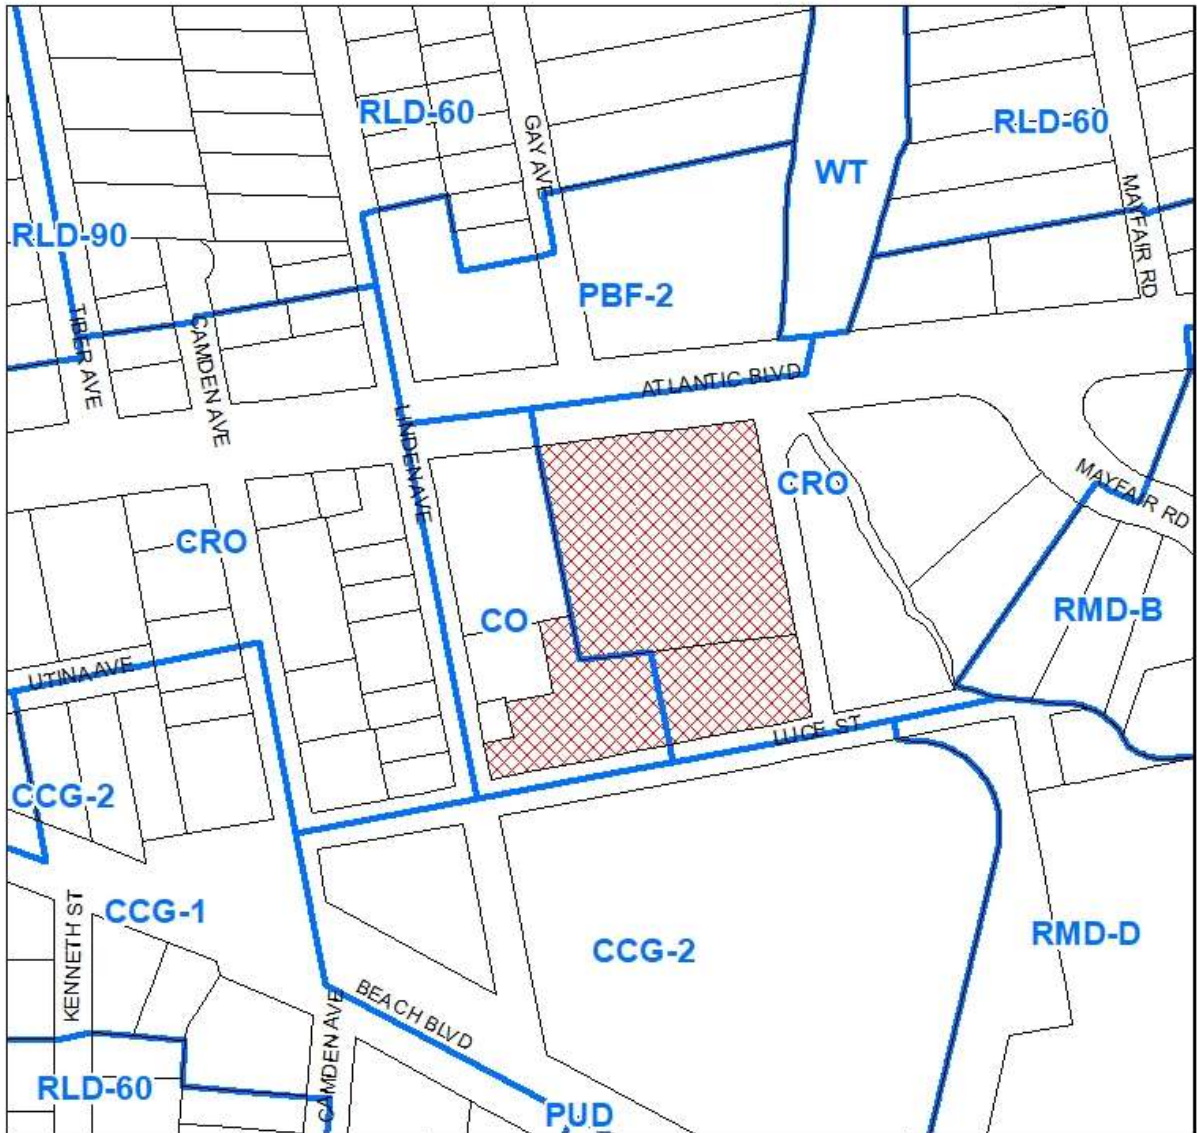 RLD-60
GAY AVE
RLD-60
WT
MAYFAIR RD
RLD-90
PBF-2
TIBER AVE
CAMDEN AVE
ATLANTIC BLVD
LINDEN AVE
CRO
MAYFAIR RD
CRO
RMD-B
CO
UTINA AVE
LUCE ST
CCG-2
CCG-1
KENNETH ST
CCG-2
RMD-D
BEACH BLVD
CAMDEN AVE
RLD-60
PUD